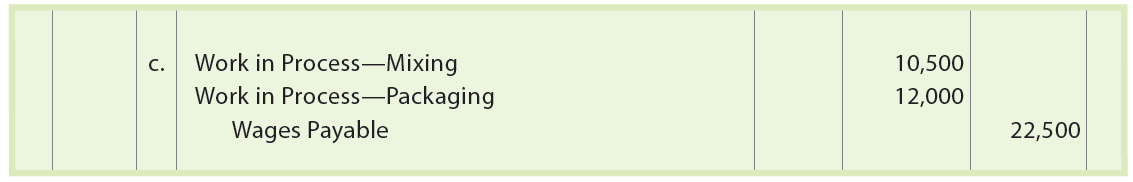 c. Work in Process—Mixing 10,500
Work in Process—Packaging 12,000
Wages Payable 22,500